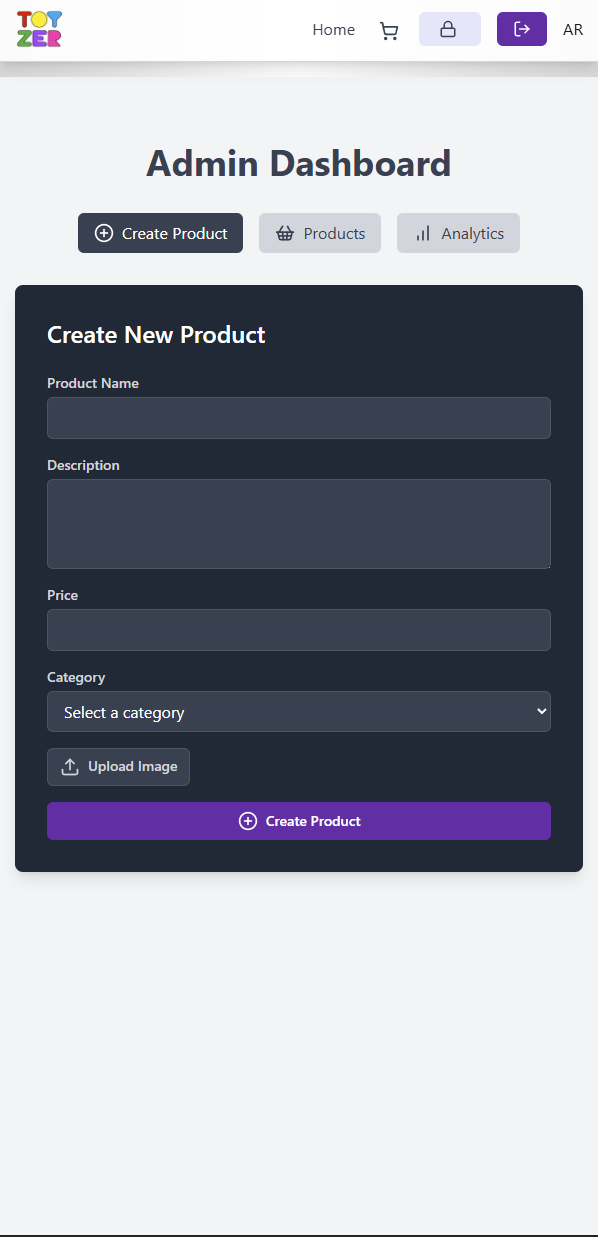 TOY
ZER
Home
AR
Admin Dashboard
Create Product
Products
Analytics
Create New Product
Product Name
Description
Price
Category
Select a category
Upload Image
Create Product